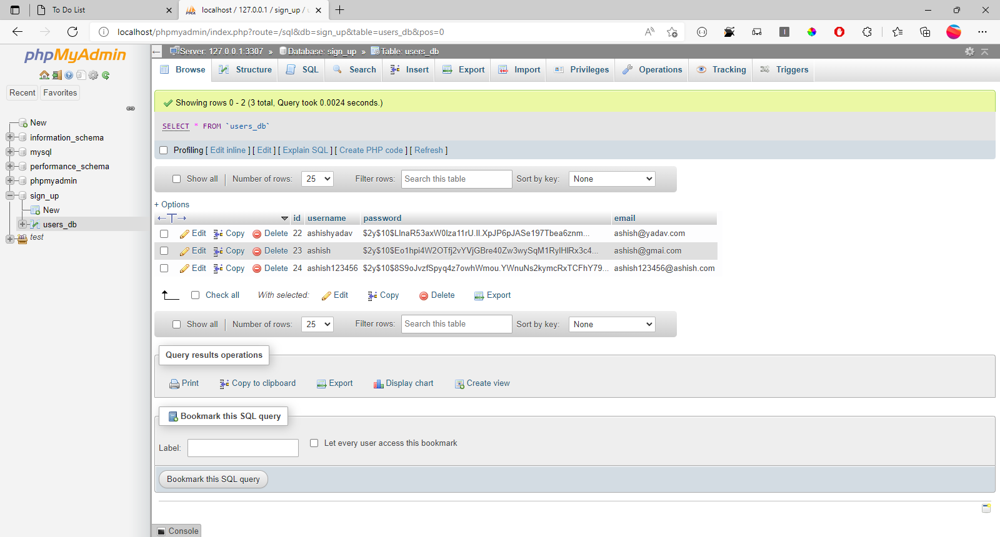 To Do List
localhost / 127.0.0.1 / sign_up / u
localhost/phpmyadmin/index.php?route=/sql&db=sign_up&table=users_db&pos=0
phpMyAdmin
Recent Favorites
New
information_schema
mysql
performance_schema
phpmyadmin
sign_up
New
users_db
test
Server: 127.0.0.1:3307 » Database: sign_up » Table: users_db
Browse Structure SQL Search Insert Export Import Privileges Operations Tracking Triggers
Showing rows 0 - 2 (3 total, Query took 0.0024 seconds.)
SELECT * FROM `users_db`
Profiling [ Edit inline ] [ Edit ] [ Explain SQL ] [ Create PHP code ] [ Refresh ]
Show all | Number of rows: 25 Filter rows: Search this table Sort by key: None
+ Options
←T→ id username password email
Edit Copy Delete 22 ashishyadav ashish@yadav.com
Edit Copy Delete 23 ashish ashish@gmai.com
Edit Copy Delete 24 ashish123456 $2y$10$8S9oJvzfSpyq4z7owhWmou.YWnuNs2kymcRxTCFhY79... ashish123456@ashish.com
Check all With selected: Edit Copy Delete Export
Show all | Number of rows: 25 Filter rows: Search this table Sort by key: None
Query results operations
Print Copy to clipboard Export Display chart Create view
Bookmark this SQL query
Label: Let every user access this bookmark
Bookmark this SQL query
Console